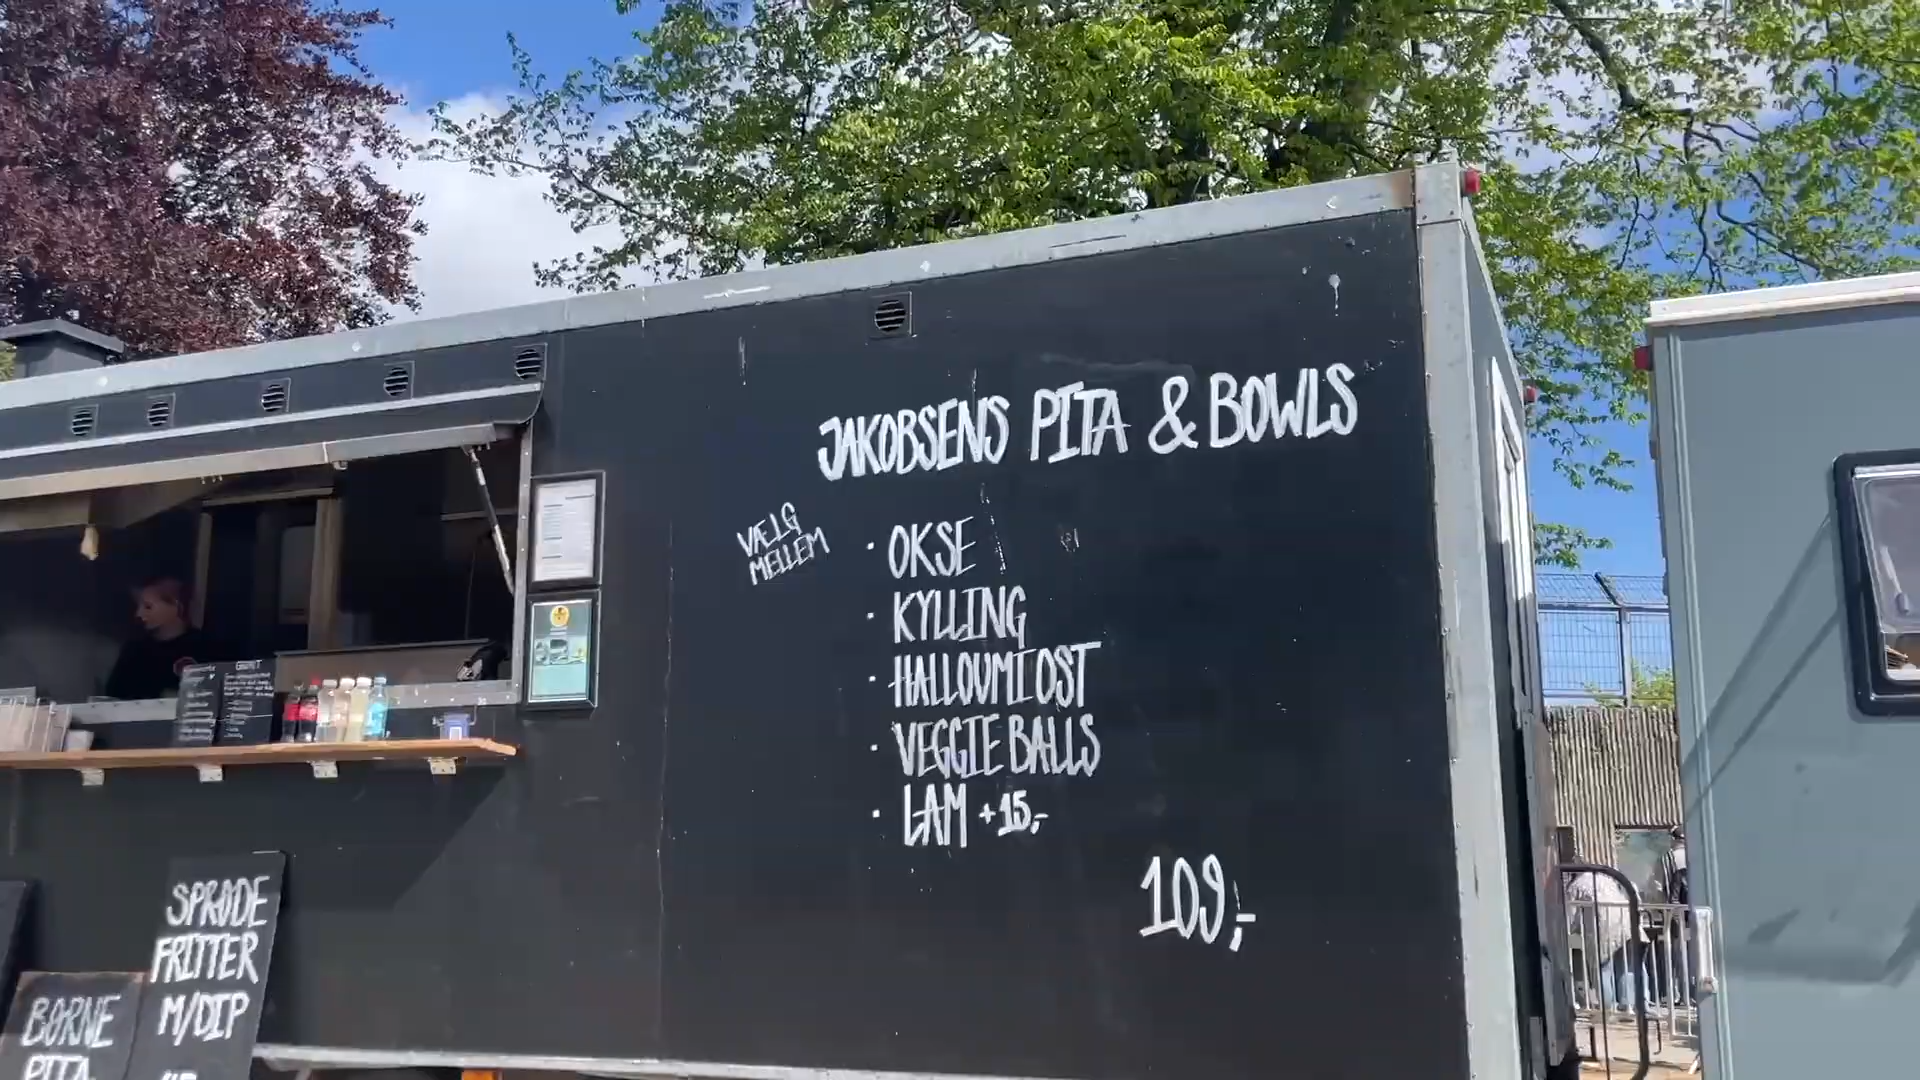 JAKOBSENS PITA & BOWLS
VÆLG
MELLEM
· OKSE
· KYLLING
· HALLOUMI OST
· VEGGIE BALLS
· LAM +15,-
109,-
SPRØDE
FRITTER
M/DIP
BØRNE
PITA